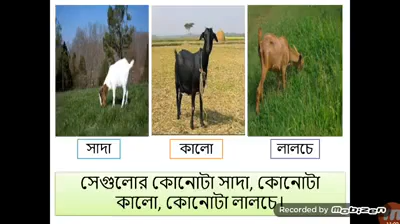 সাদা
কালো
লালচে
সেগুলোর কোনোটা সাদা, কোনোটা
কালো, কোনোটা লালচে।
Recorded by
MOBIZEN